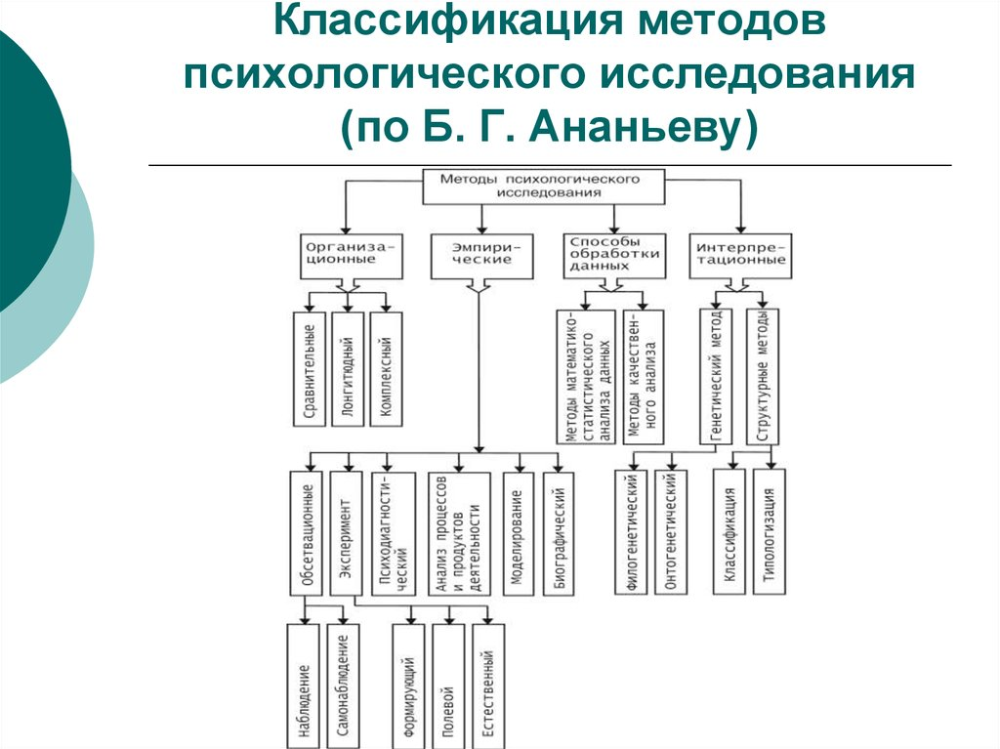 Классификация методов
психологического исследования
(по Б. Г. Ананьеву)
Методы психологического
исследования
Организа-
ционные
Эмпири-
ческие
Способы
обработки
данных
Интерпре-
тационные
Сравнительные
Лонгитюдный
Комплексный
Методы математико-
статистического
анализа данных
Методы качествен-
ного анализа
Генетический метод
Структурные методы
Обсетвационные
Эксперимент
Психодиагности-
ческий
Анализ процессов
и продуктов
деятельности
Моделирование
Биографический
Филогенетический
Онтогенетический
Классификация
Типологизация
Наблюдение
Самонаблюдение
Формирующий
Полевой
Естественный